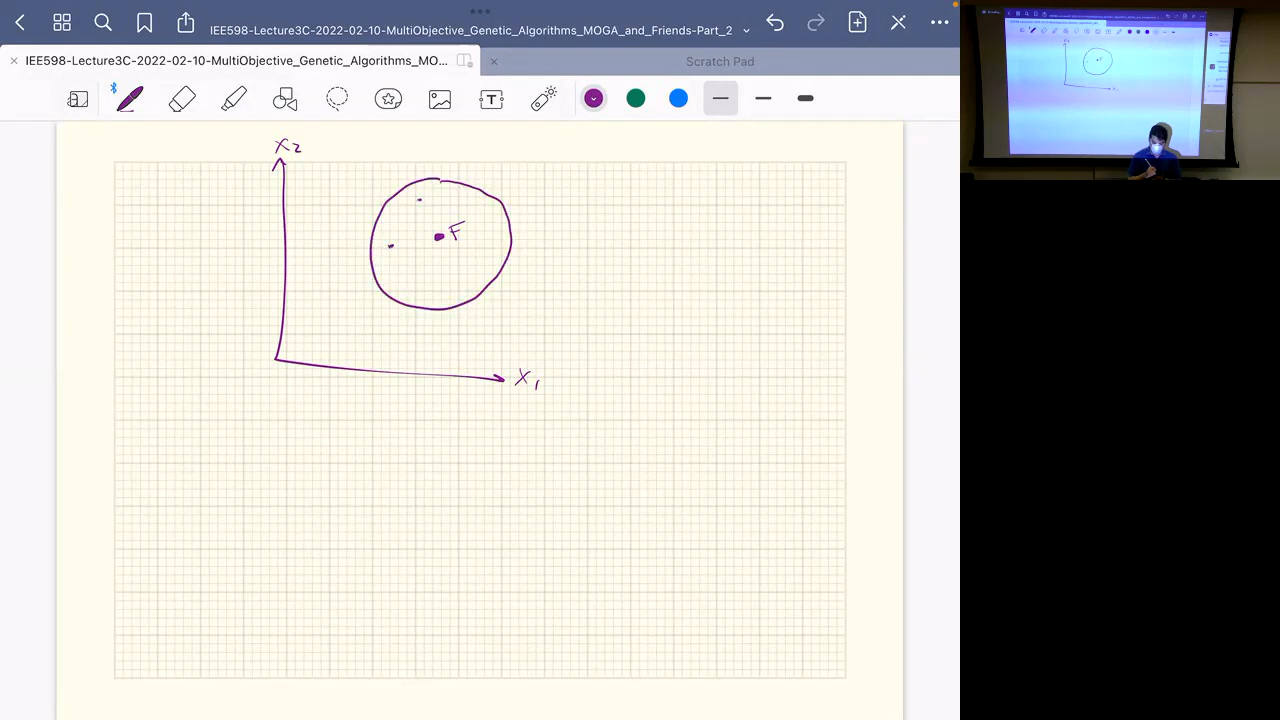 IEE598-Lecture3C-2022-02-10-MultiObjective_Genetic_Algorithms_MOGA_and_Friends-Part_2
IEE598-Lecture3C-2022-02-10-MultiObjective_Genetic_Algorithms_MO...
Scratch Pad
T
x2
F
x1